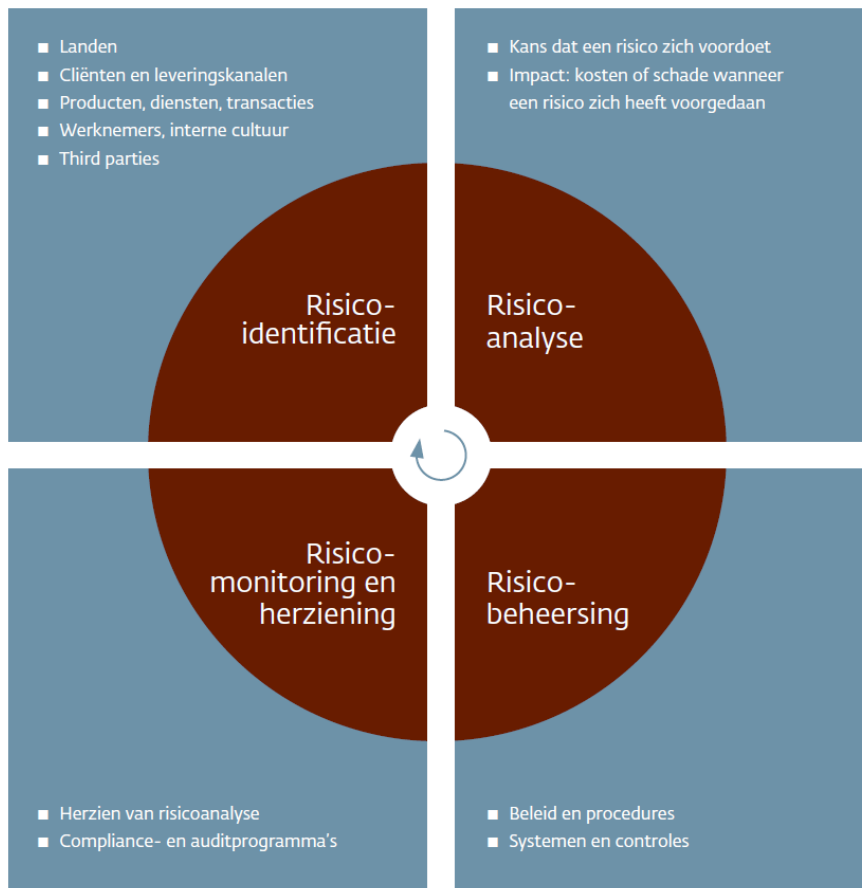 ■ Landen
■ Cliënten en leveringskanalen
■ Producten, diensten, transacties
■ Werknemers, interne cultuur
■ Third parties
■ Kans dat een risico zich voordoet
■ Impact: kosten of schade wanneer
een risico zich heeft voorgedaan
Risico-
identificatie
Risico-
analyse
Risico-
monitoring en
herziening
Risico-
beheersing
■ Herzien van risicoanalyse
■ Compliance- en auditprogramma’s
■ Beleid en procedures
■ Systemen en controles